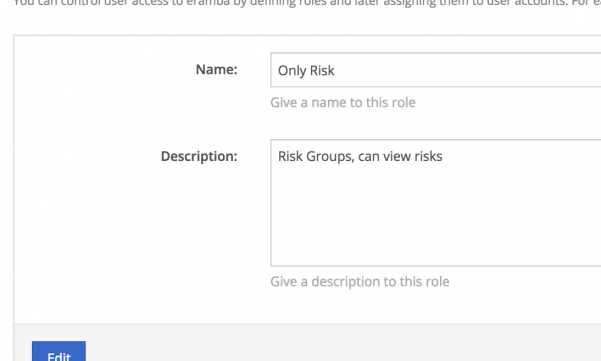 You can control user access to eramba by defining roles and later assigning them to user accounts. For
Name:
Only Risk
Give a name to this role
Description:
Risk Groups, can view risks
Give a description to this role
Edit